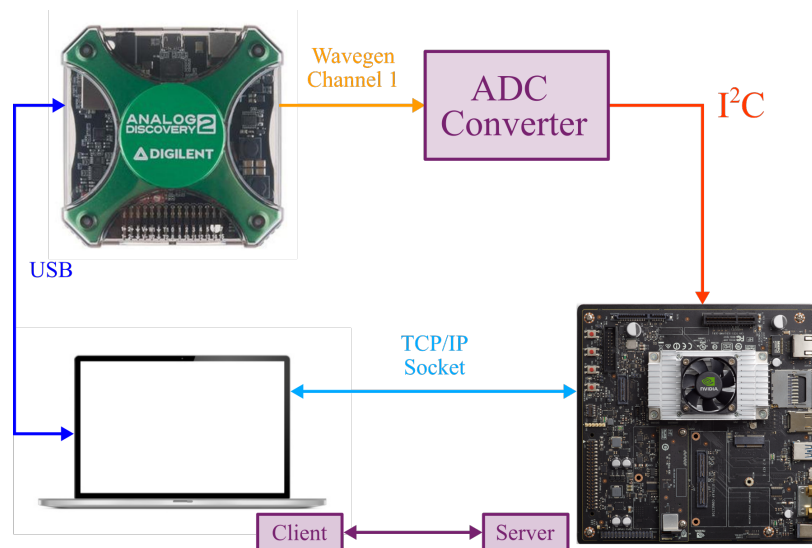 Wavegen
Channel 1
ADC
Converter
I²C
ANALOG
DISCOVERY 2
DIGILENT
USB
TCP/IP
Socket
NVIDIA
Client
Server